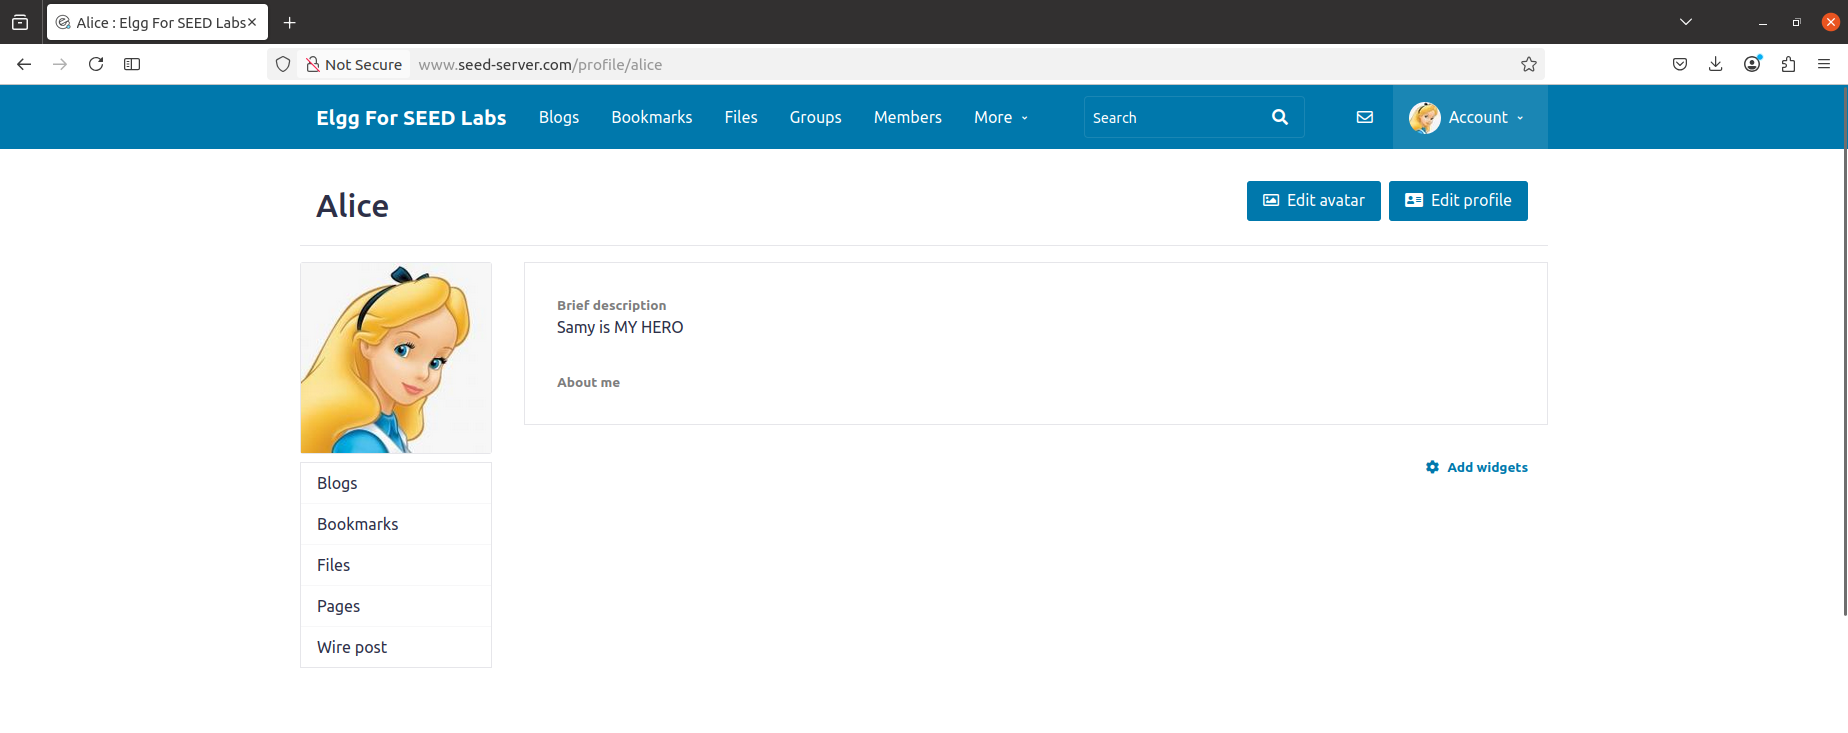 Alice : Elgg For SEED Labs
Not Secure www.seed-server.com/profile/alice
Elgg For SEED Labs Blogs Bookmarks Files Groups Members More Search Account
Alice Edit avatar Edit profile
Brief description
Samy is MY HERO
About me
Add widgets
Blogs
Bookmarks
Files
Pages
Wire post